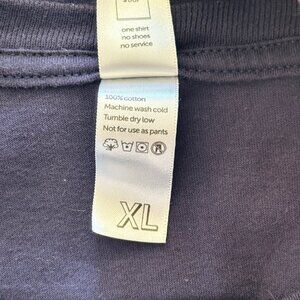 one shirt
no shoes
no service
100% cotton
Machine wash cold
Tumble dry low
Not for use as pants
XL